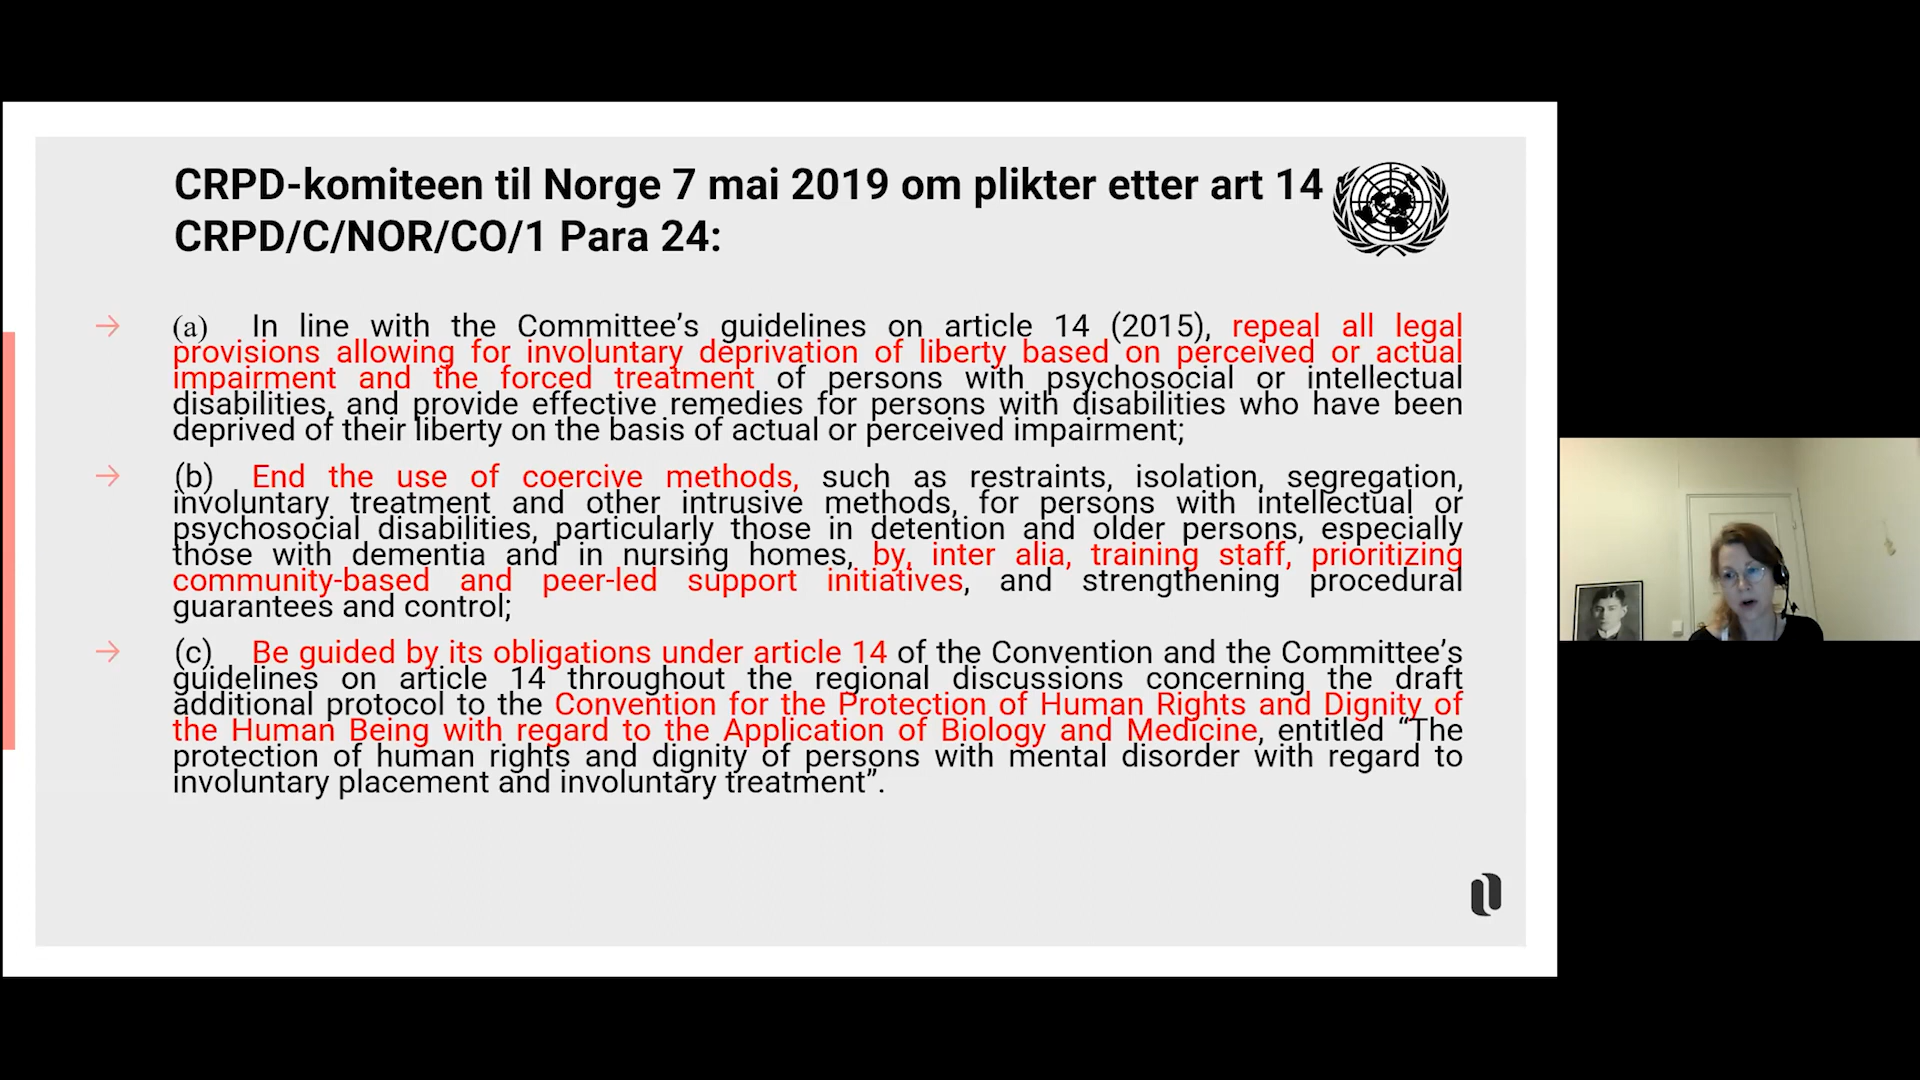 CRPD-komiteen til Norge 7 mai 2019 om plikter etter art 14
CRPD/C/NOR/CO/1 Para 24:
(a) In line with the Committee’s guidelines on article 14 (2015), repeal all legal
provisions allowing for involuntary deprivation of liberty based on perceived or actual
impairment and the forced treatment of persons with psychosocial or intellectual
disabilities, and provide effective remedies for persons with disabilities who have been
deprived of their liberty on the basis of actual or perceived impairment;
(b) End the use of coercive methods, such as restraints, isolation, segregation,
involuntary treatment and other intrusive methods, for persons with intellectual or
psychosocial disabilities, particularly those in detention and older persons, especially
those with dementia and in nursing homes, by, inter alia, training staff, prioritizing
community-based and peer-led support initiatives, and strengthening procedural
guarantees and control;
(c) Be guided by its obligations under article 14 of the Convention and the Committee’s
guidelines on article 14 throughout the regional discussions concerning the draft
additional protocol to the Convention for the Protection of Human Rights and Dignity of
the Human Being with regard to the Application of Biology and Medicine, entitled “The
protection of human rights and dignity of persons with mental disorder with regard to
involuntary placement and involuntary treatment”.